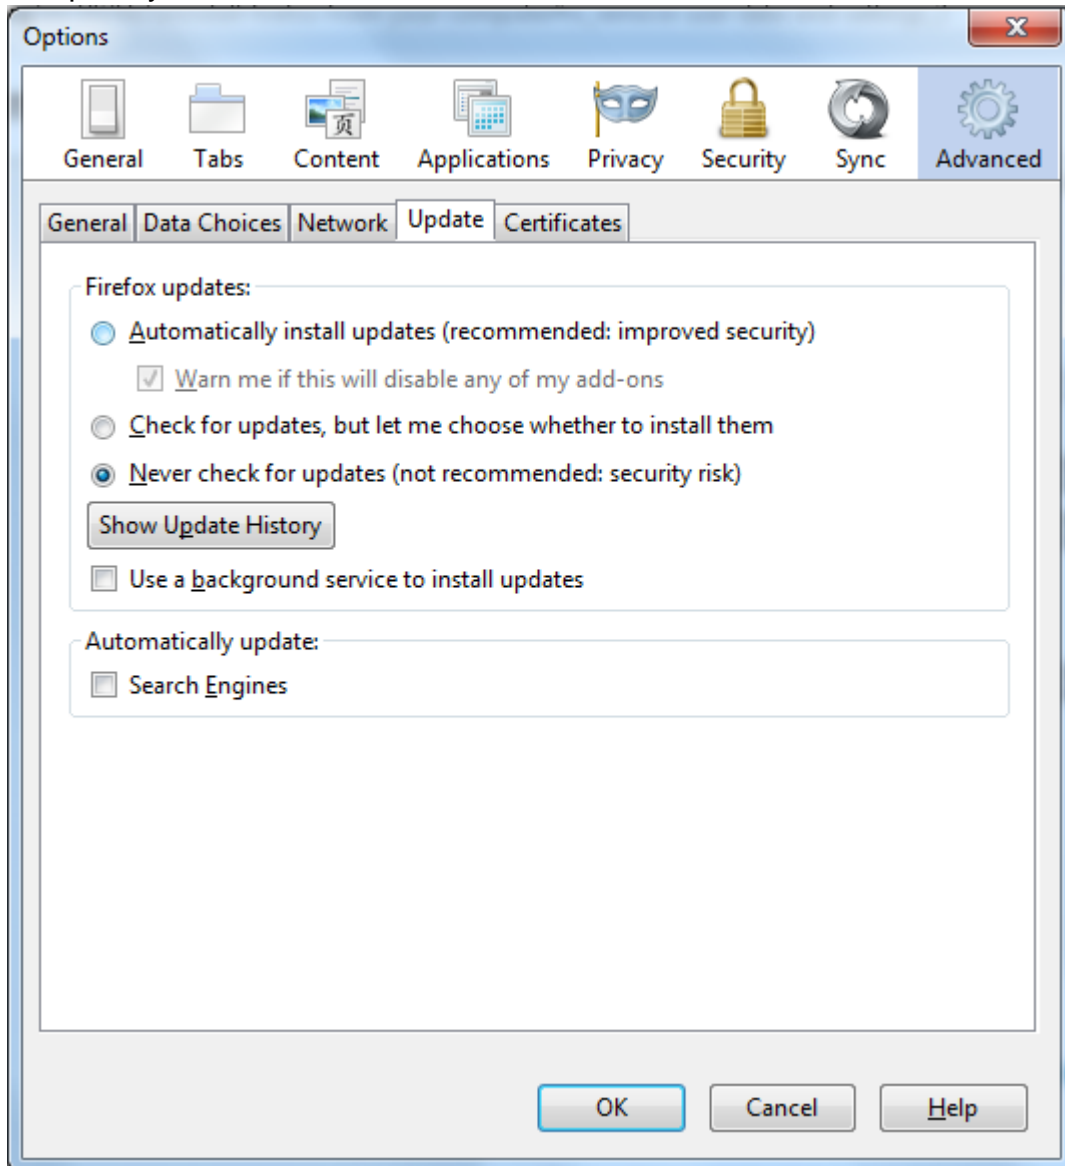 Options
页
General Tabs Content Applications Privacy Security Sync Advanced
General Data Choices Network Update Certificates
Firefox updates:
Automatically install updates (recommended: improved security)
Warn me if this will disable any of my add-ons
Check for updates, but let me choose whether to install them
Never check for updates (not recommended: security risk)
Show Update History
Use a background service to install updates
Automatically update:
Search Engines
OK Cancel Help